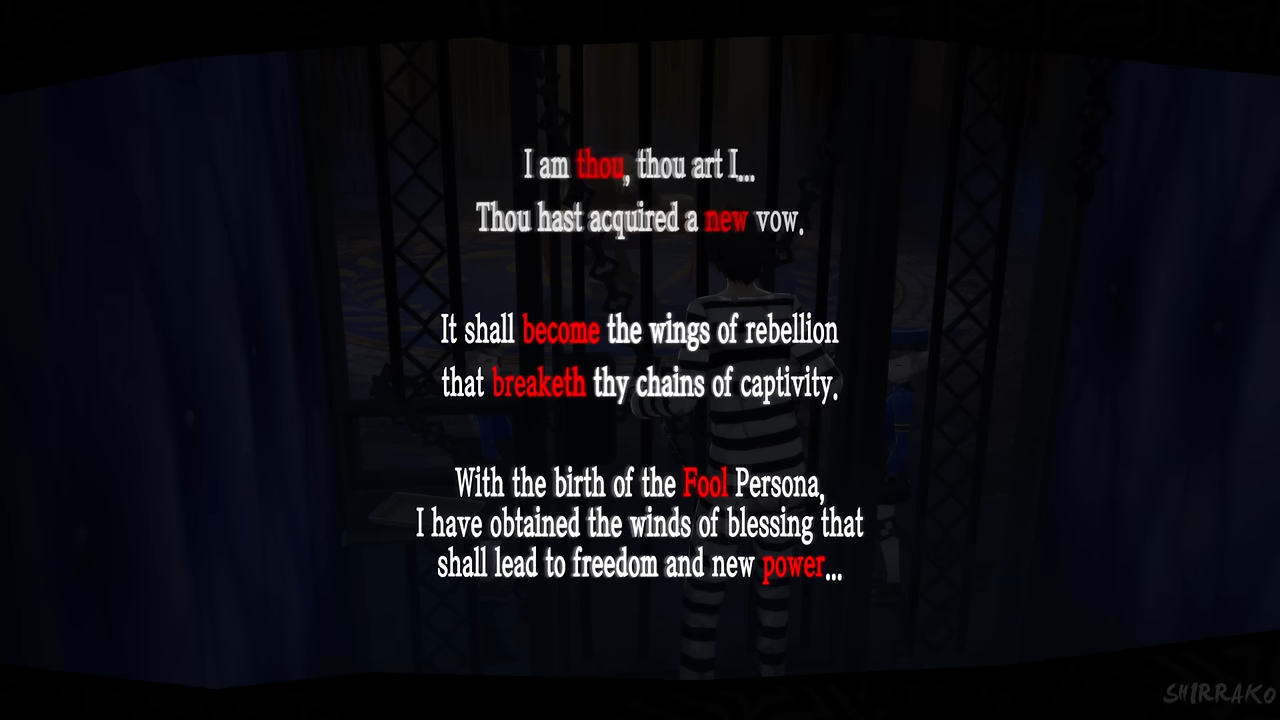 I am thou, thou art I...
Thou hast acquired a new vow.
It shall become the wings of rebellion
that breaketh thy chains of captivity.
With the birth of the Fool Persona,
I have obtained the winds of blessing that
shall lead to freedom and new power...
SHIRRAKO